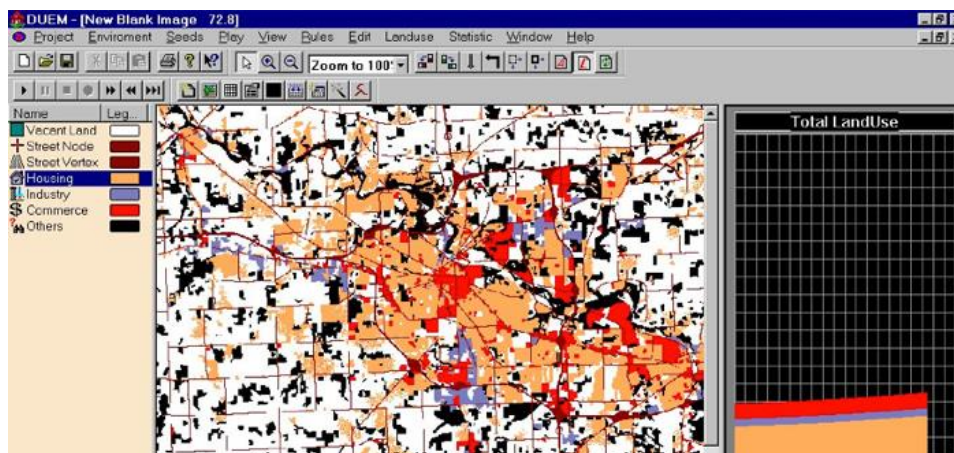 DUEM - [New Blank Image 72.8]
Project Enviroment Seeds Play View Rules Edit Landuse Statistic Window Help
Zoom to 100%
Name Leg...
Vacent Land
Street Node
Street Vertex
Housing
Industry
Commerce
Others
Total LandUse